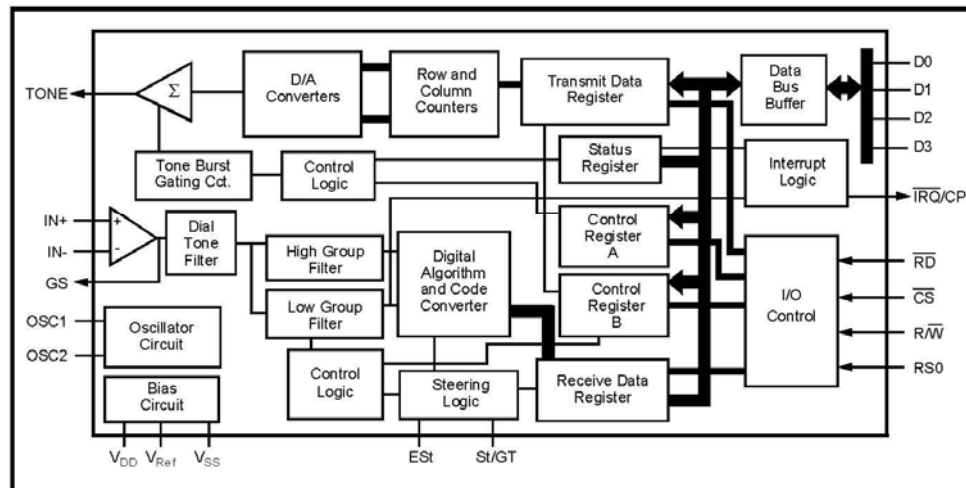 TONE
Σ
D/A
Converters
Row and
Column
Counters
Transmit Data
Register
Data
Bus
Buffer
D0
D1
D2
D3
Tone Burst
Gating Cct.
Control
Logic
Status
Register
Interrupt
Logic
I̅R̅Q̅/CP
IN+
IN-
GS
+
-
Dial
Tone
Filter
High Group
Filter
Low Group
Filter
Digital
Algorithm
and Code
Converter
Control
Register
A
Control
Register
B
I/O
Control
R̅D̅
C̅S̅
R/W̅
RS0
OSC1
OSC2
Oscillator
Circuit
Bias
Circuit
Control
Logic
Steering
Logic
Receive Data
Register
VDD
VRef
VSS
ESt
St/GT